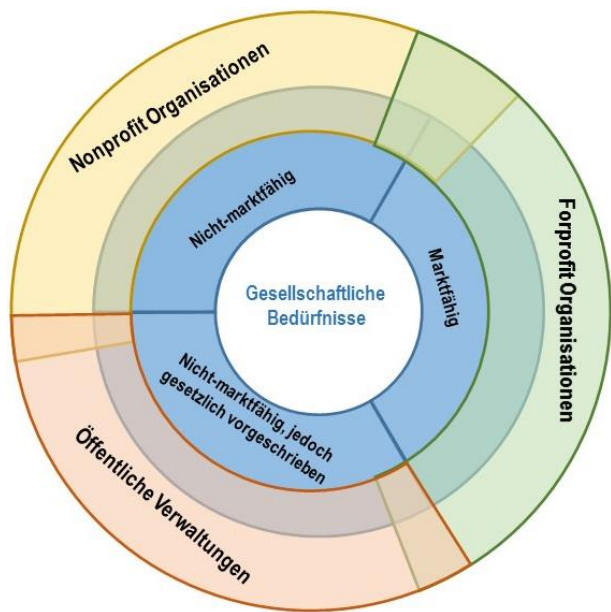 Nonprofit Organisationen
Nicht-marktfähig
Marktfähig
Forprofit Organisationen
Gesellschaftliche
Bedürfnisse
Nicht-marktfähig, jedoch
gesetzlich vorgeschrieben
Öffentliche Verwaltungen